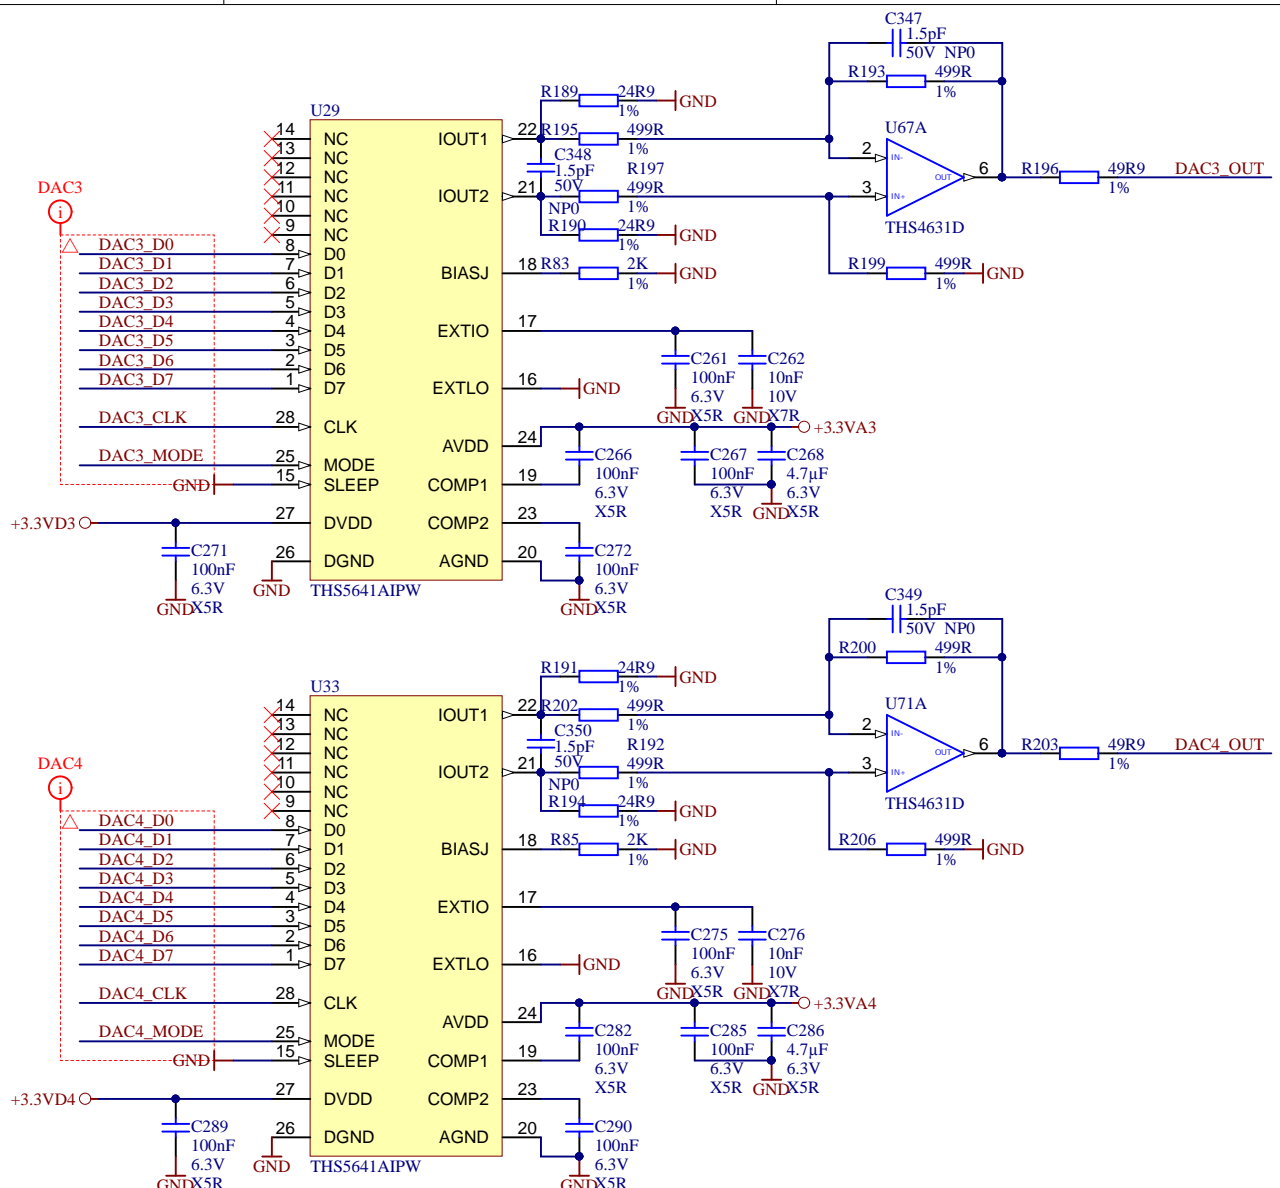 C347
1.5pF
50V NP0
R193 499R
1%
R189 24R9 GND
1%
U29
14 NC IOUT1 22 R195 499R
1%
U67A
13 NC
C348
1.5pF
50V
NP0
2 IN-
12 NC
R197
OUT 6 R196 49R9 DAC3_OUT
1%
11 NC IOUT2 21 499R
1%
3 IN+
THS4631D
DAC3
i
10 NC
9 NC R190 24R9 GND
1%
DAC3_D0 8 D0
DAC3_D1 7 D1 BIASJ 18 R83 2K GND
1%
R199 499R GND
1%
DAC3_D2 6 D2
DAC3_D3 5 D3
DAC3_D4 4 D4 EXTIO 17
DAC3_D5 3 D5
DAC3_D6 2 D6
DAC3_D7 1 D7 EXTLO 16 GND
C261
100nF
6.3V
X5R
GND
C262
10nF
10V
X7R
GND
DAC3_CLK 28 CLK
+3.3VA3
AVDD 24
DAC3_MODE 25 MODE
GND 15 SLEEP COMP1 19
C266
100nF
6.3V
X5R
C267
100nF
6.3V
X5R
C268
4.7µF
6.3V
X5R
GND
+3.3VD3 27 DVDD COMP2 23
C271
100nF
6.3V
X5R
GND
26 DGND AGND 20
GND
C272
100nF
6.3V
X5R
GND
THS5641AIPW
C349
1.5pF
50V NP0
R200 499R
1%
R191 24R9 GND
1%
U33
14 NC IOUT1 22 R202 499R
1%
U71A
13 NC
C350
1.5pF
50V
NP0
2 IN-
12 NC
R192
OUT 6 R203 49R9 DAC4_OUT
1%
11 NC IOUT2 21 499R
1%
3 IN+
THS4631D
DAC4
i
10 NC
9 NC R194 24R9 GND
1%
DAC4_D0 8 D0
DAC4_D1 7 D1 BIASJ 18 R85 2K GND
1%
R206 499R GND
1%
DAC4_D2 6 D2
DAC4_D3 5 D3
DAC4_D4 4 D4 EXTIO 17
DAC4_D5 3 D5
DAC4_D6 2 D6
DAC4_D7 1 D7 EXTLO 16 GND
C275
100nF
6.3V
X5R
GND
C276
10nF
10V
X7R
GND
DAC4_CLK 28 CLK
+3.3VA4
AVDD 24
DAC4_MODE 25 MODE
GND 15 SLEEP COMP1 19
C282
100nF
6.3V
X5R
C285
100nF
6.3V
X5R
C286
4.7µF
6.3V
X5R
GND
+3.3VD4 27 DVDD COMP2 23
C289
100nF
6.3V
X5R
GND
26 DGND AGND 20
GND
C290
100nF
6.3V
X5R
GND
THS5641AIPW